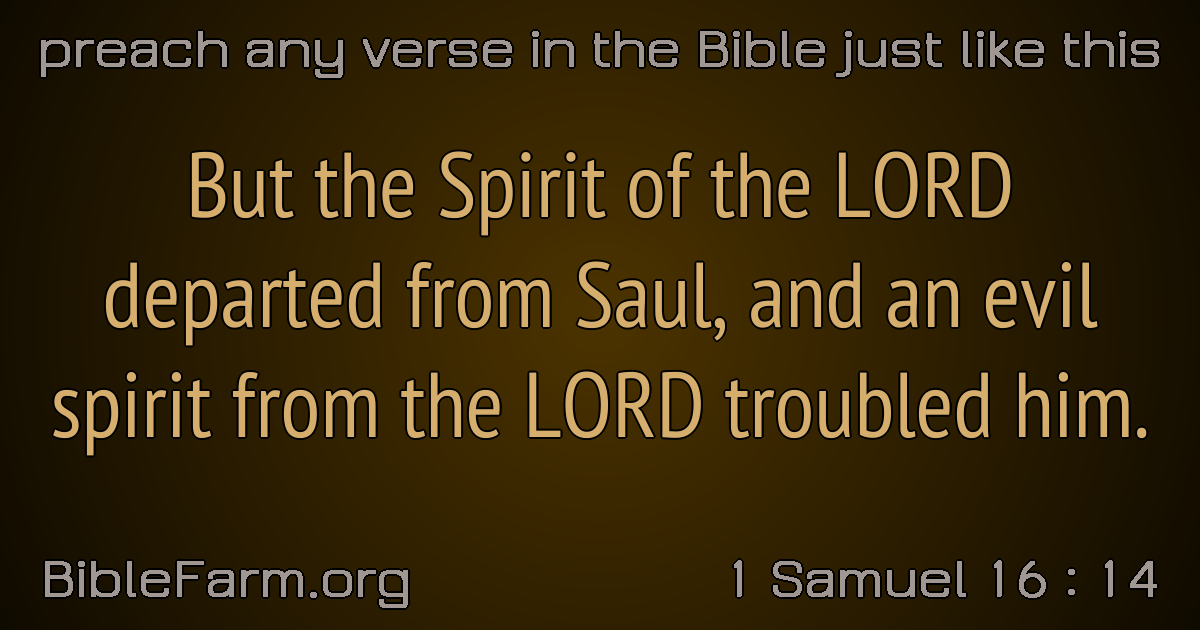 preach any verse in the Bible just like this
But the Spirit of the LORD
departed from Saul, and an evil
spirit from the LORD troubled him.
BibleFarm.org
1 Samuel 16 : 14